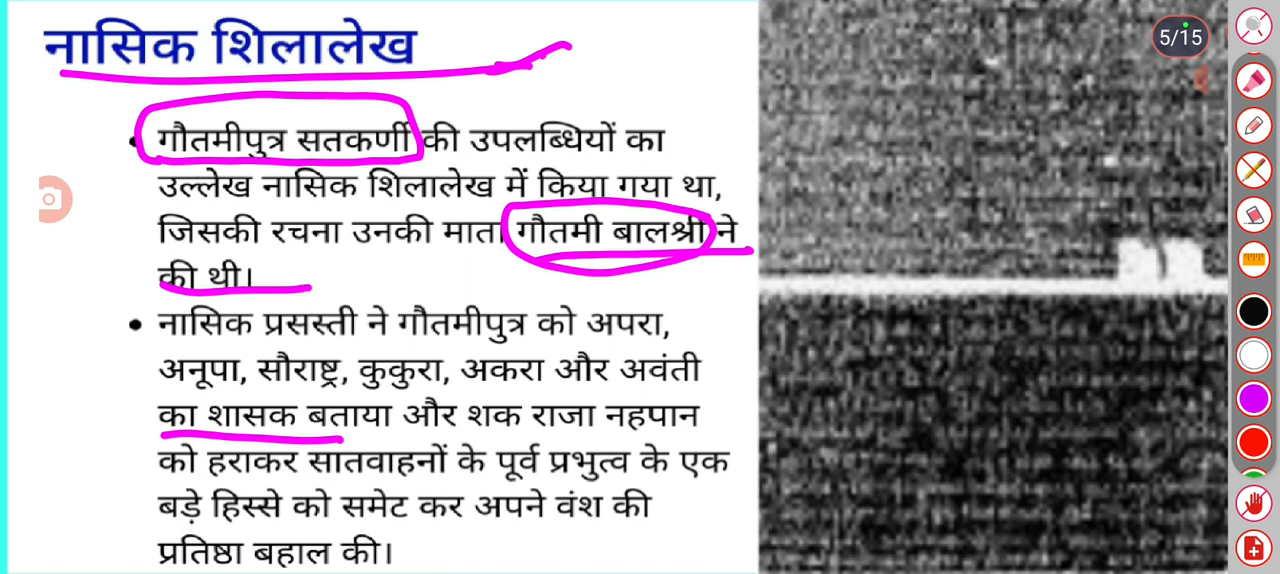 नासिक शिलालेख
5/15
• गौतमीपुत्र सतकर्णी की उपलब्धियों का
उल्लेख नासिक शिलालेख में किया गया था,
जिसकी रचना उनकी माता गौतमी बालश्री ने
की थी।
• नासिक प्रसस्ती ने गौतमीपुत्र को अपरा,
अनूपा, सौराष्ट्र, कुकुरा, अकरा और अवंती
का शासक बताया और शक राजा नहपान
को हराकर सातवाहनों के पूर्व प्रभुत्व के एक
बड़े हिस्से को समेट कर अपने वंश की
प्रतिष्ठा बहाल की।